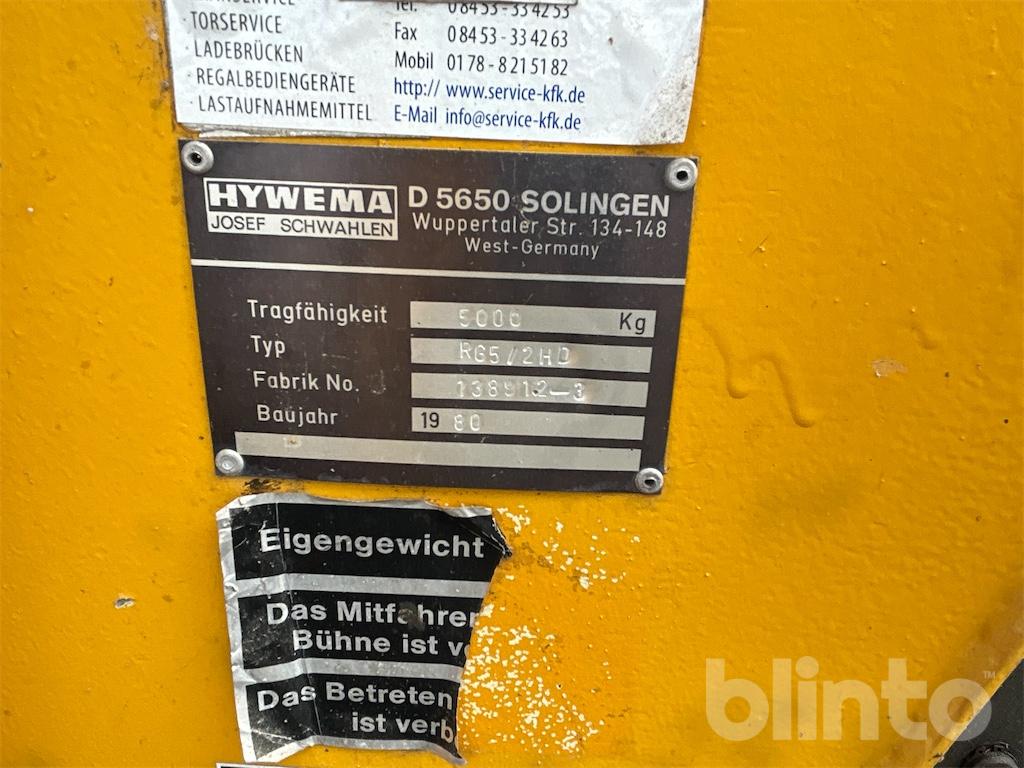 · TORSERVICE
· LADEBRÜCKEN
· REGALBEDIENGERÄTE
· LASTAUFNAHMEMITTEL
Tel. 08453-334253
Fax 08453-334263
Mobil 0178-8215182
http:// www.service-kfk.de
E-Mail info@service-kfk.de
HYWEMA
JOSEF SCHWAHLEN
D 5650 SOLINGEN
Wuppertaler Str. 134-148
West-Germany
Tragfähigkeit 5000 Kg
Typ RG5/2HD
Fabrik No. 138912-3
Baujahr 19 80
Eigengewicht
Das Mitfahren
Bühne ist
Das Betreten
ist verb
blinto™